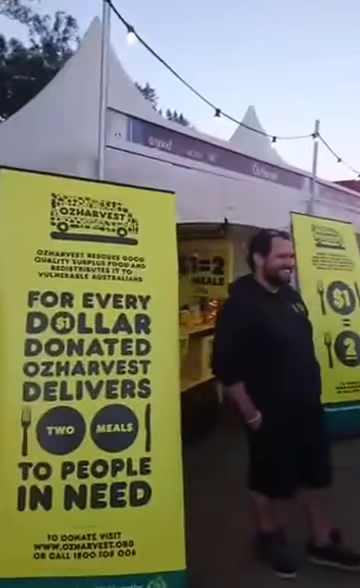 OZHARVEST
OZHARVEST RESCUES GOOD
QUALITY SURPLUS FOOD AND
REDISTRIBUTES IT TO
VULNERABLE AUSTRALIANS
FOR EVERY
$1
DOLLAR
DONATED
OZHARVEST
DELIVERS
TWO MEALS
TO PEOPLE
IN NEED
TO DONATE VISIT
WWW.OZHARVEST.ORG
OR CALL 1800 108 006
$1=2
MEALS
$1
=
2